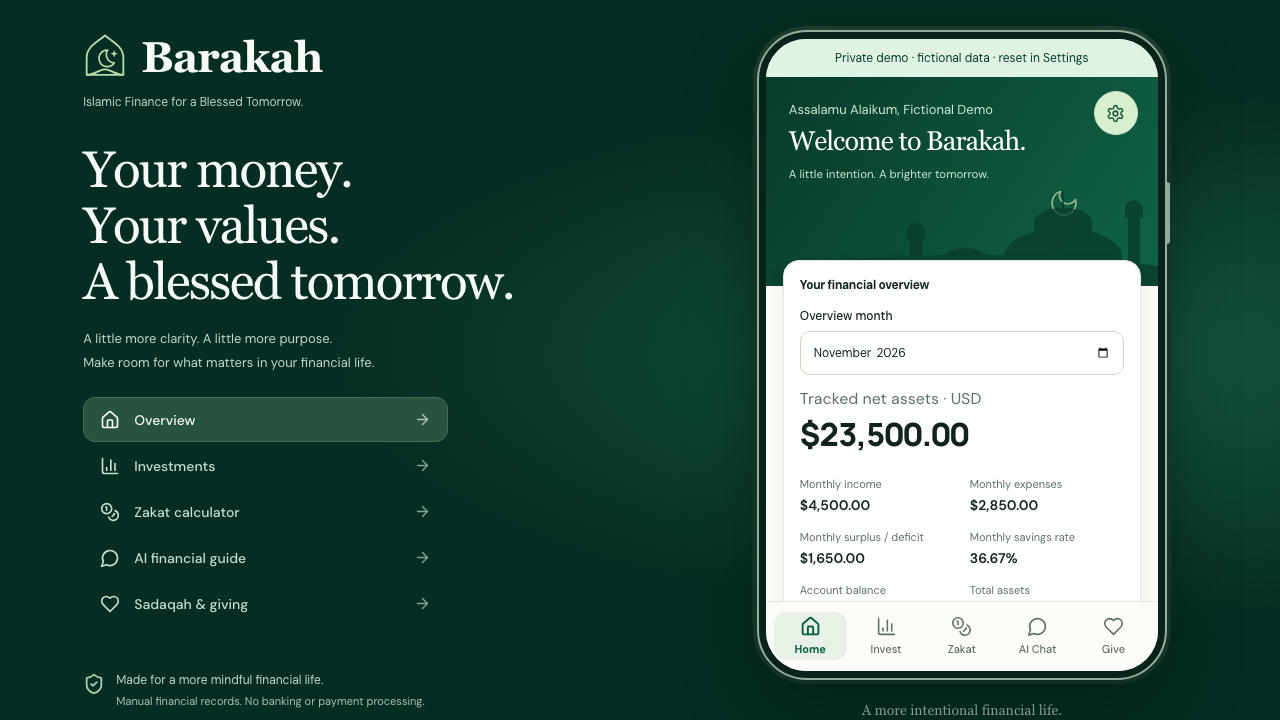 Barakah
Islamic Finance for a Blessed Tomorrow.
Your money.
Your values.
A blessed tomorrow.
A little more clarity. A little more purpose.
Make room for what matters in your financial life.
Overview
Investments
Zakat calculator
AI financial guide
Sadaqah & giving
Made for a more mindful financial life.
Manual financial records. No banking or payment processing.
Private demo · fictional data · reset in Settings
Assalamu Alaikum, Fictional Demo
Welcome to Barakah.
A little intention. A brighter tomorrow.
Your financial overview
Overview month
November 2026
Tracked net assets · USD
$23,500.00
Monthly income Monthly expenses
$4,500.00 $2,850.00
Monthly surplus / deficit Monthly savings rate
$1,650.00 36.67%
Account balance Total assets
Home Invest Zakat AI Chat Give
A more intentional financial life.